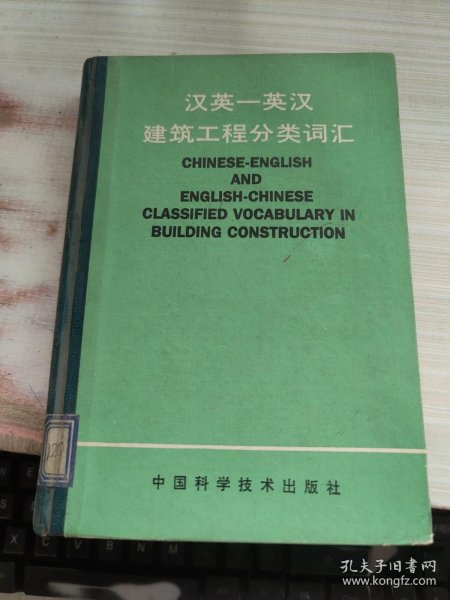 汉英一英汉
建筑工程分类词汇
CHINESE-ENGLISH
AND
ENGLISH-CHINESE
CLASSIFIED VOCABULARY IN
BUILDING CONSTRUCTION
中国科学技术出版社
孔夫子旧书网
www.kongfz.com